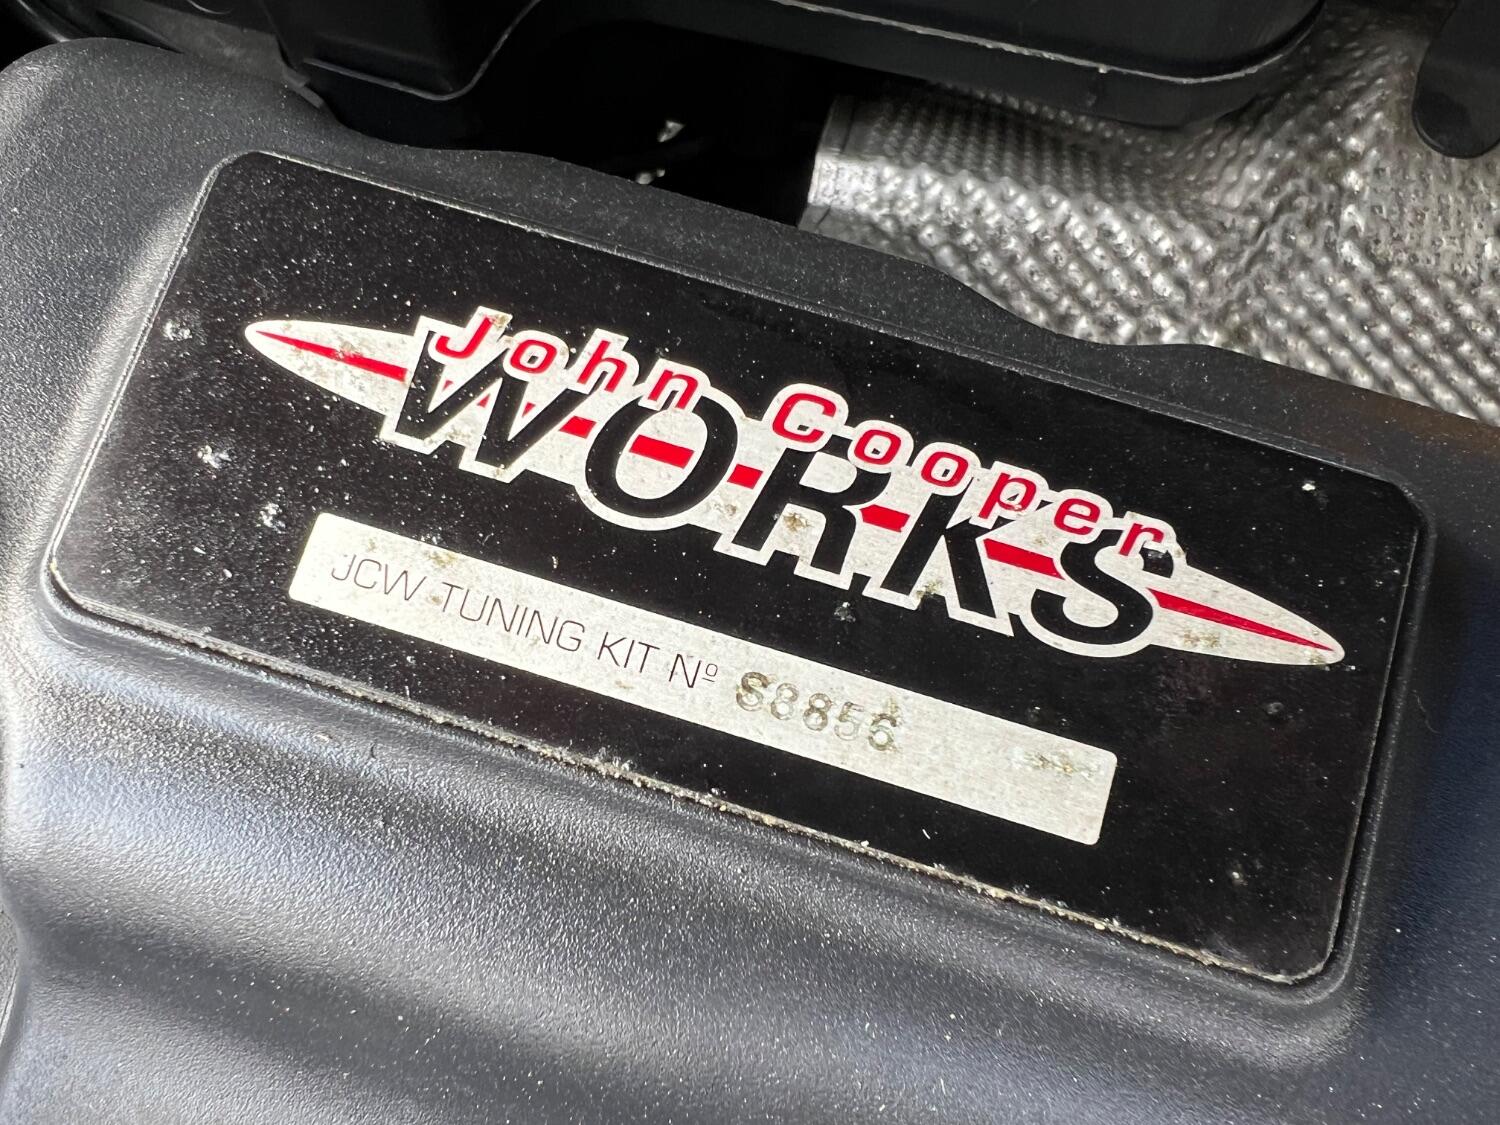 John Cooper
WORKS
JCW TUNING KIT Nº S8856